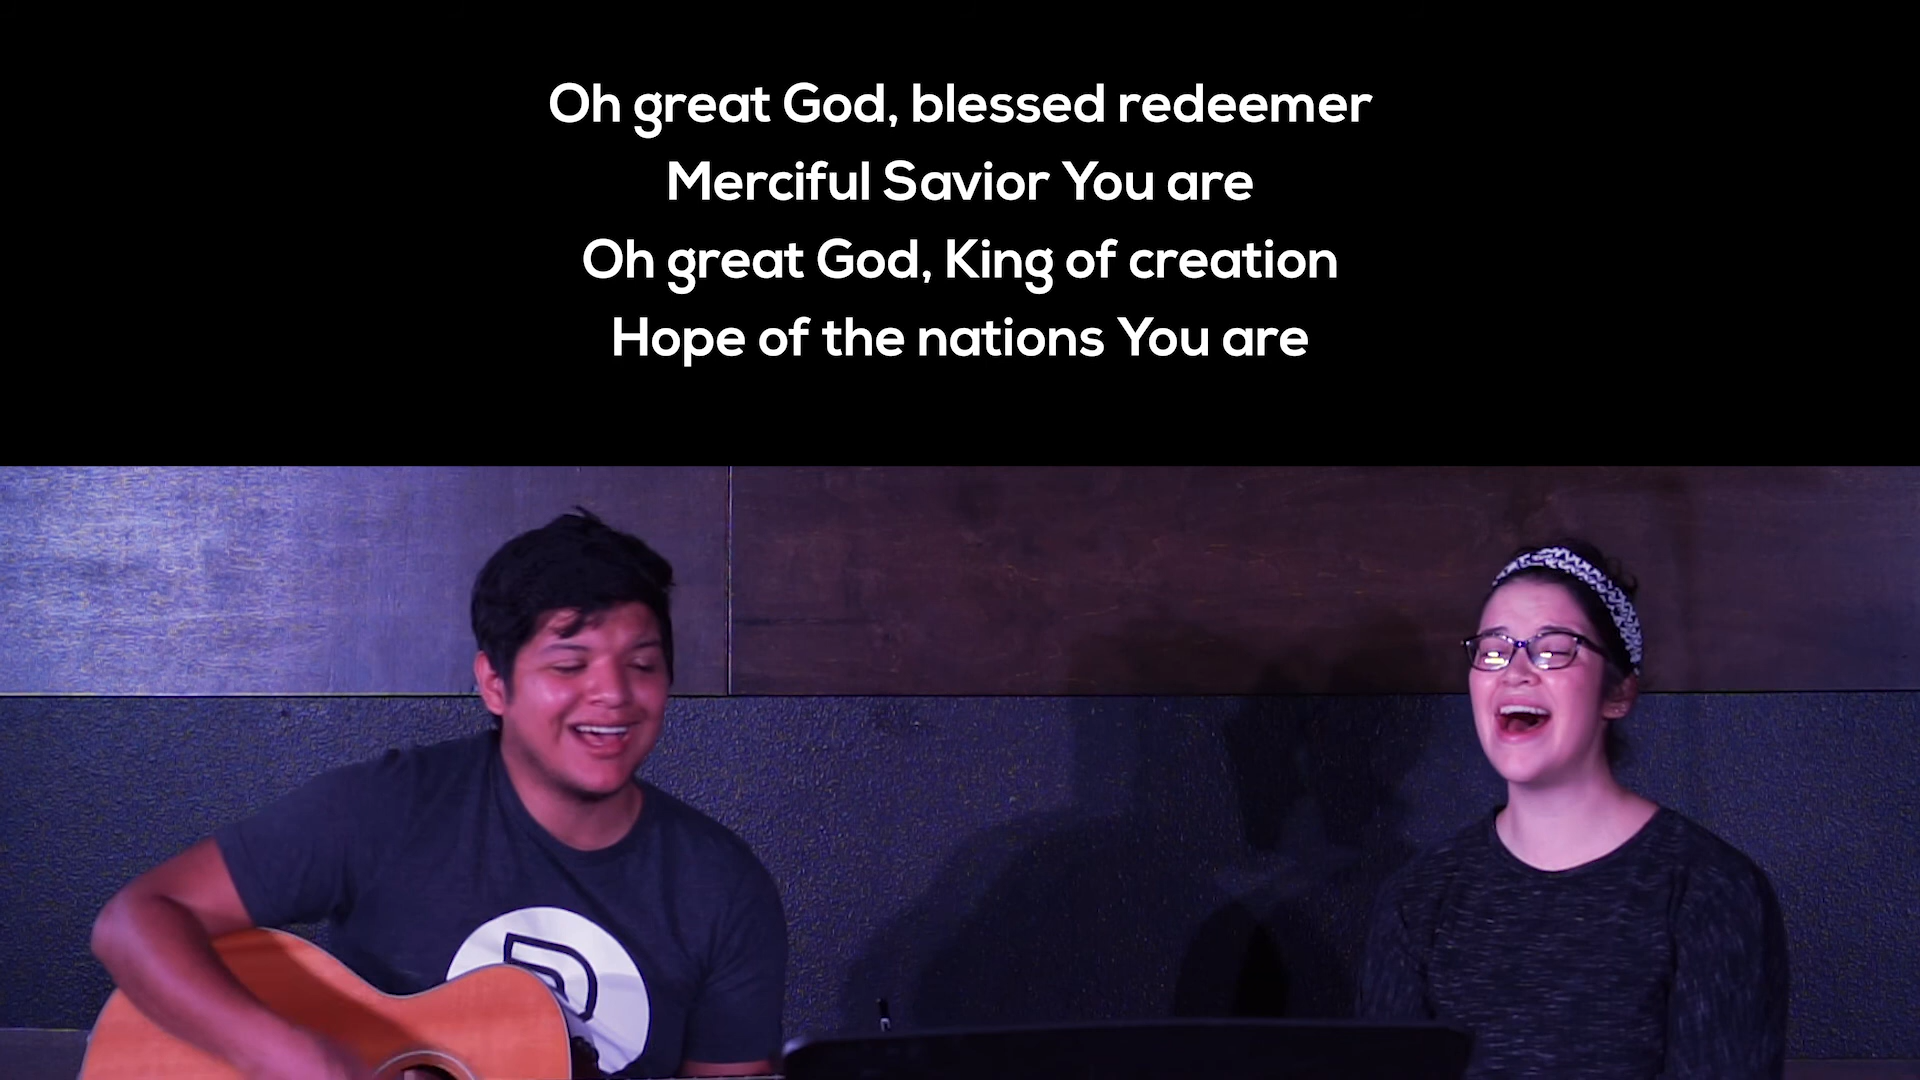 Oh great God, blessed redeemer
Merciful Savior You are
Oh great God, King of creation
Hope of the nations You are